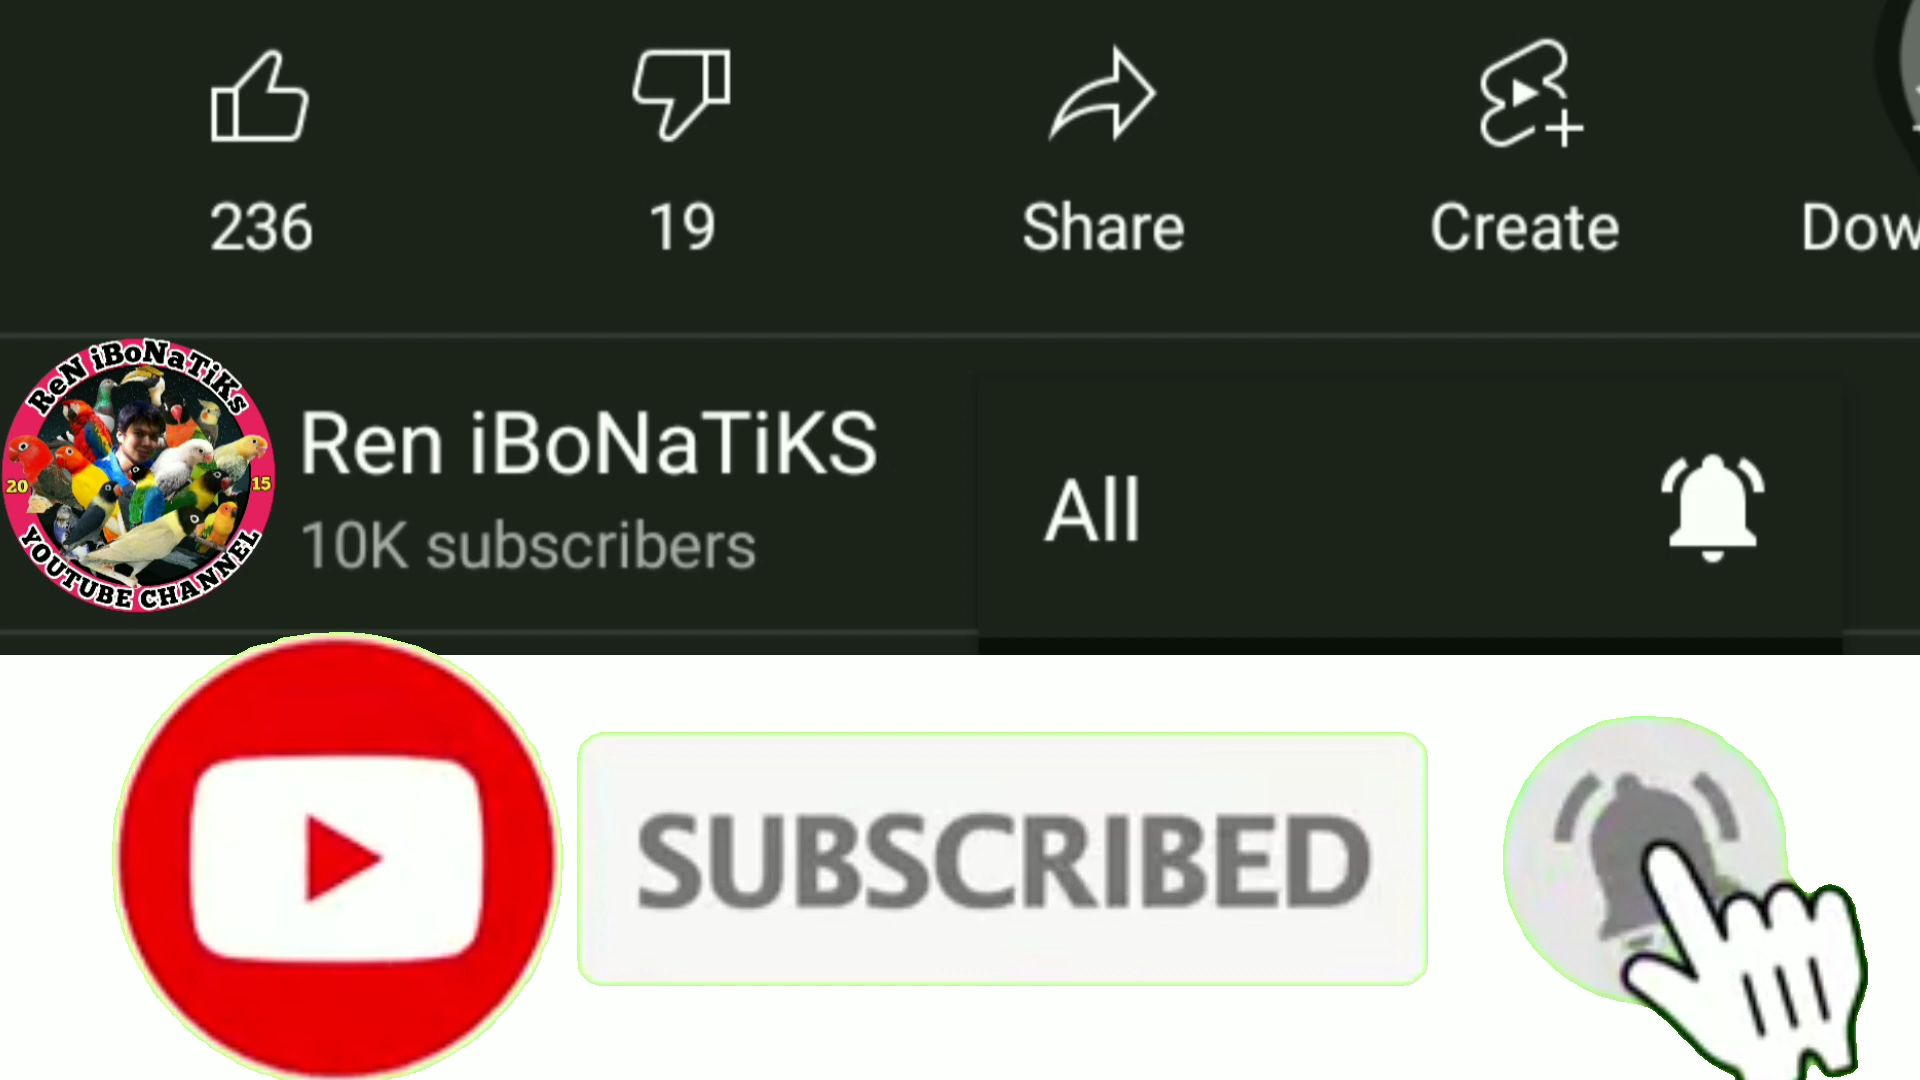 236
19
Share
Create
Dow
ReN iBoNaTiKs
20
15
YOUTUBE CHANNEL
Ren iBoNaTiKS
10K subscribers
All
SUBSCRIBED